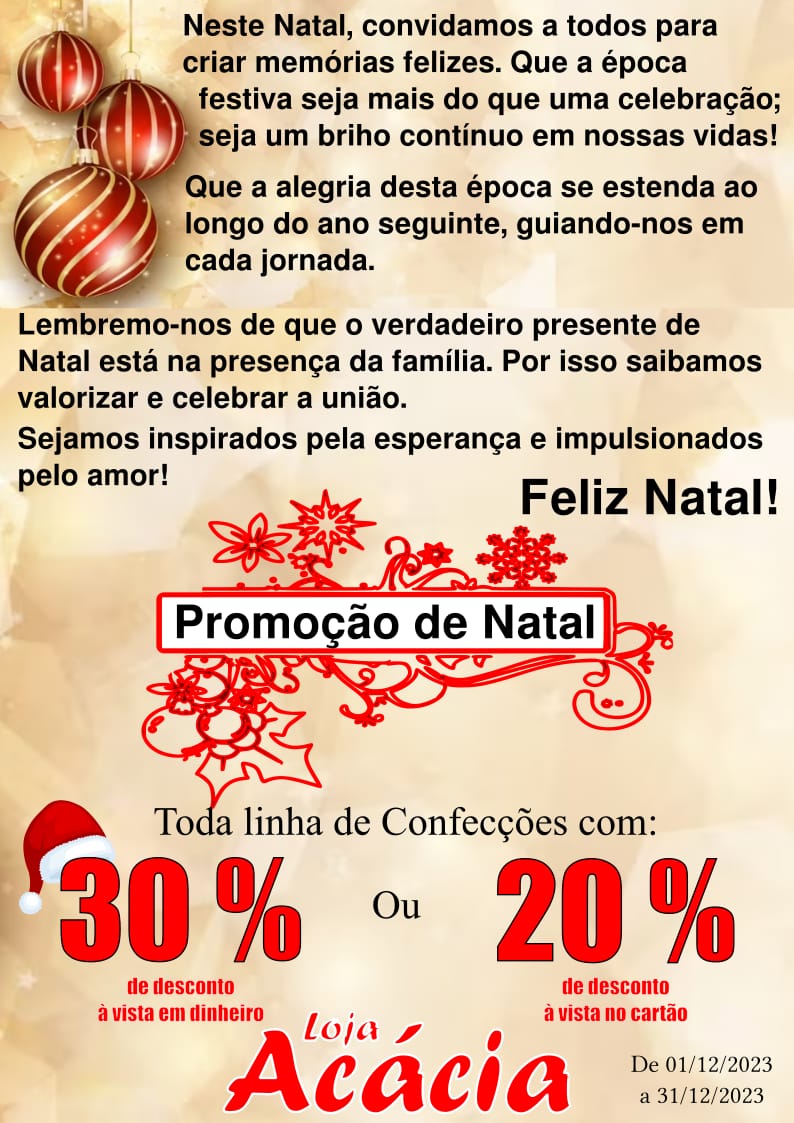 Neste Natal, convidamos a todos para
criar memórias felizes. Que a época
festiva seja mais do que uma celebração;
seja um briho contínuo em nossas vidas!
Que a alegria desta época se estenda ao
longo do ano seguinte, guiando-nos em
cada jornada.
Lembremo-nos de que o verdadeiro presente de
Natal está na presença da família. Por isso saibamos
valorizar e celebrar a união.
Sejamos inspirados pela esperança e impulsionados
pelo amor!
Feliz Natal!
Promoção de Natal
Toda linha de Confecções com:
30 %
de desconto
à vista em dinheiro
Ou
20 %
de desconto
à vista no cartão
Loja
Acácia
De 01/12/2023
a 31/12/2023